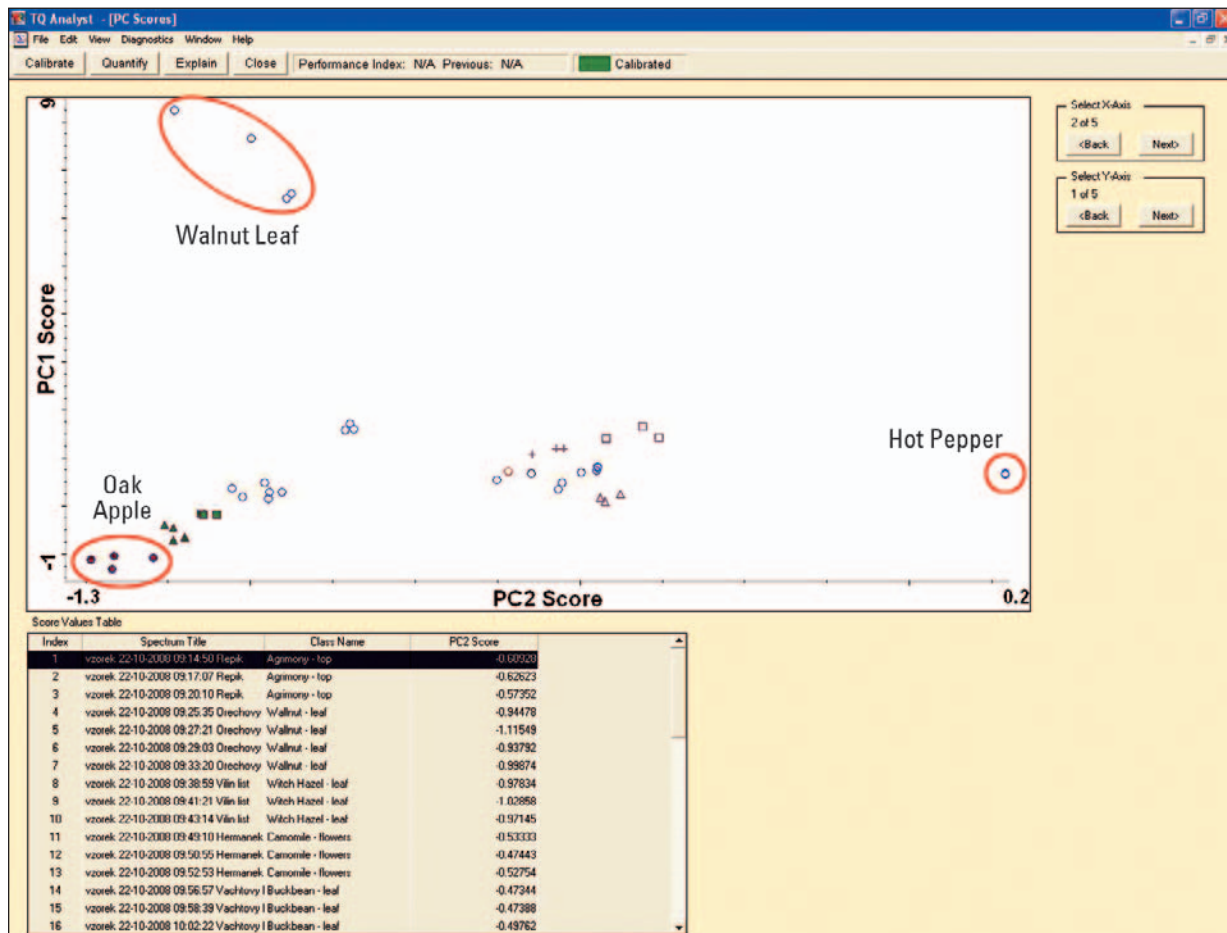 TQ Analyst - [PC Scores]
File Edit View Diagnostics Window Help
Calibrate Quantify Explain Close Performance Index: N/A Previous: N/A Calibrated
9
Walnut Leaf
PC1 Score
Hot Pepper
Oak
Apple
-1
-1.3 PC2 Score 0.2
Select X-Axis
2 of 5
<Back Next>
Select Y-Axis
1 of 5
<Back Next>
Score Values Table
Index Spectrum Title Class Name PC2 Score
1 vzorek 22-10-2008 09:14:50 Repik Agrimony - top -0.60928
2 vzorek 22-10-2008 09:17:07 Repik Agrimony - top -0.62623
3 vzorek 22-10-2008 09:20:10 Repik Agrimony - top -0.57352
4 vzorek 22-10-2008 09:25:35 Orechovy Wallnut - leaf -0.94478
5 vzorek 22-10-2008 09:27:21 Orechovy Wallnut - leaf -1.11549
6 vzorek 22-10-2008 09:29:03 Orechovy Wallnut - leaf -0.93792
7 vzorek 22-10-2008 09:33:20 Orechovy Wallnut - leaf -0.99874
8 vzorek 22-10-2008 09:38:59 Vilin list Witch Hazel - leaf -0.97834
9 vzorek 22-10-2008 09:41:21 Vilin list Witch Hazel - leaf -1.02858
10 vzorek 22-10-2008 09:43:14 Vilin list Witch Hazel - leaf -0.97145
11 vzorek 22-10-2008 09:49:10 Hermanek Camomile - flowers -0.53333
12 vzorek 22-10-2008 09:50:55 Hermanek Camomile - flowers -0.47443
13 vzorek 22-10-2008 09:52:53 Hermanek Camomile - flowers -0.52754
14 vzorek 22-10-2008 09:56:57 Vachtovy l Buckbean - leaf -0.47344
15 vzorek 22-10-2008 09:58:39 Vachtovy l Buckbean - leaf -0.47388
16 vzorek 22-10-2008 10:02:22 Vachtovy l Buckbean - leaf -0.49762